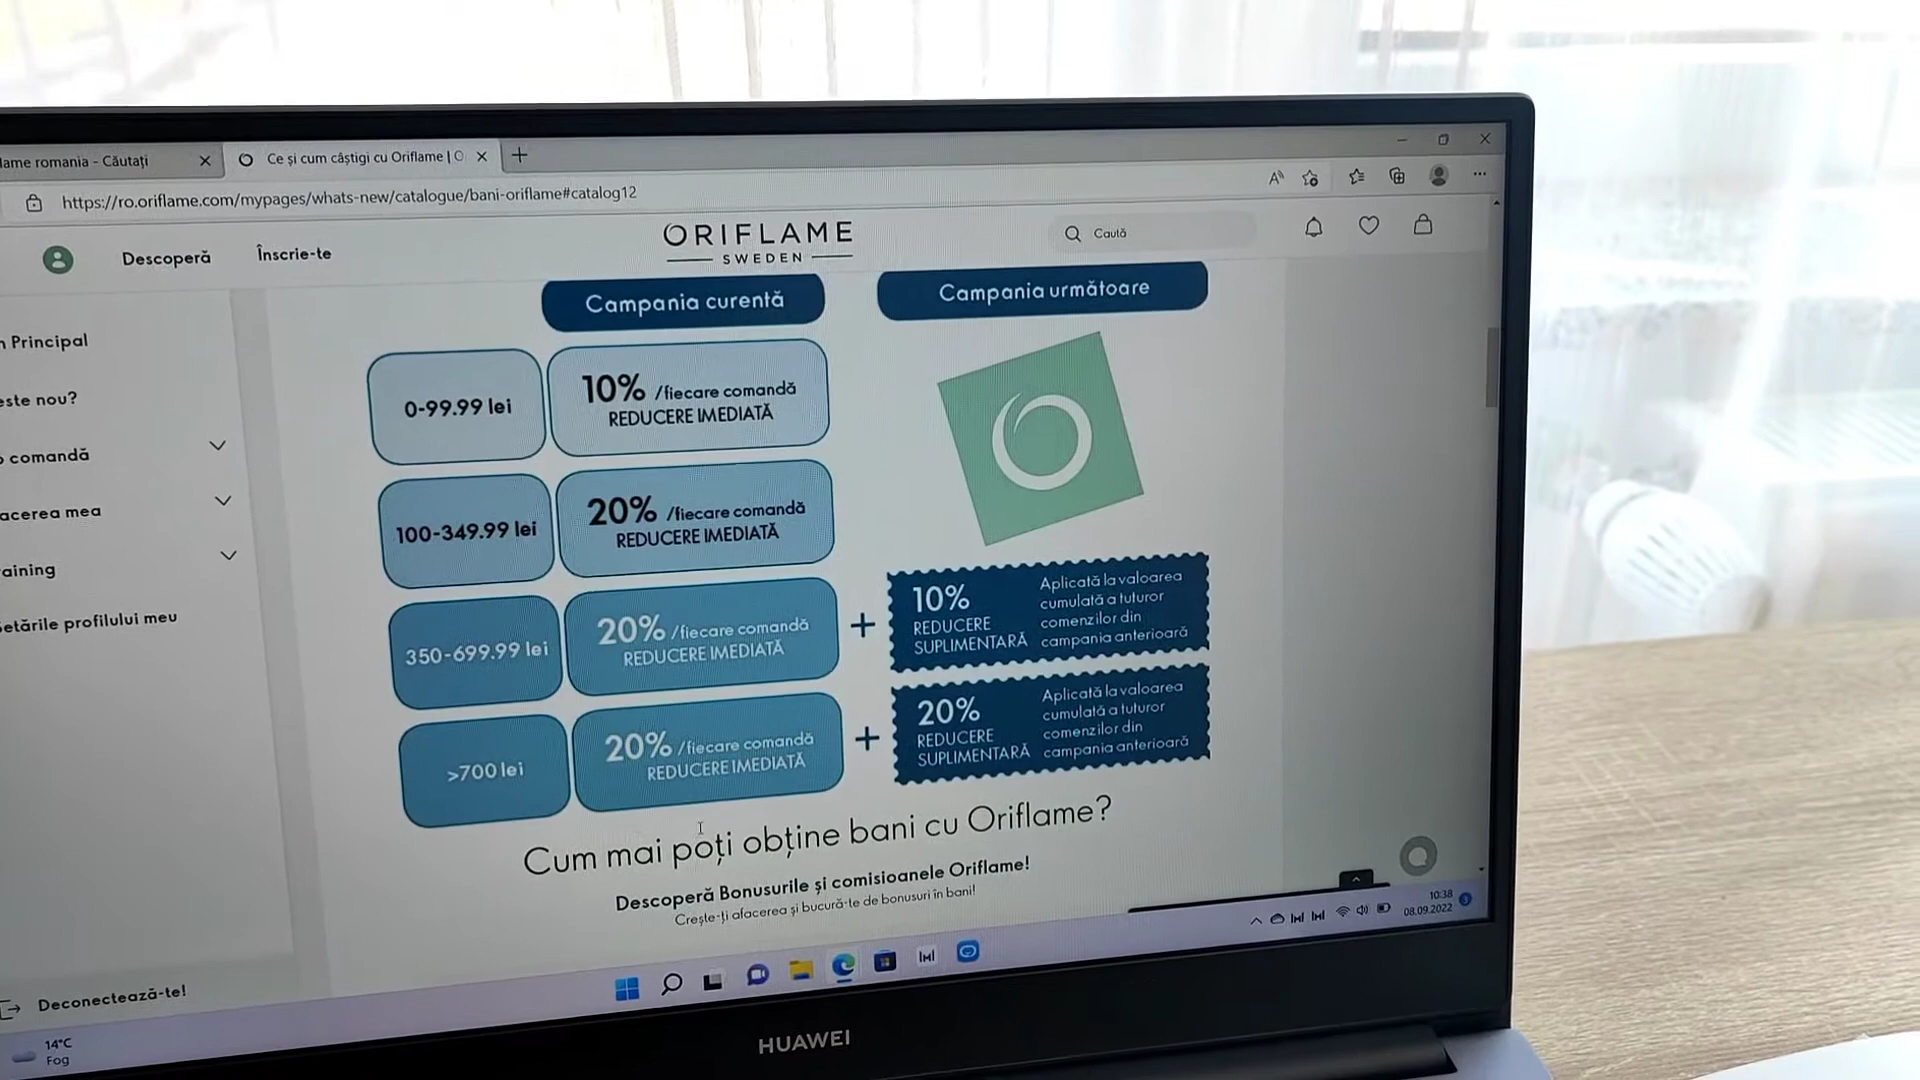 lame romania - Căutați
Ce și cum câștigi cu Oriflame | O
https://ro.oriflame.com/mypages/whats-new/catalogue/bani-oriflame#catalog12
Descoperă
Înscrie-te
ORIFLAME
SWEDEN
Caută
Principal
este nou?
comandă
acerea mea
aining
etările profilului meu
Deconectează-te!
Campania curentă
Campania următoare
0-99.99 lei
10% /fiecare comandă
REDUCERE IMEDIATĂ
100-349.99 lei
20% /fiecare comandă
REDUCERE IMEDIATĂ
350-699.99 lei
20% /fiecare comandă
REDUCERE IMEDIATĂ
+
10%
REDUCERE
SUPLIMENTARĂ
Aplicată la valoarea
cumulată a tuturor
comenzilor din
campania anterioară
>700 lei
20% /fiecare comandă
REDUCERE IMEDIATĂ
+
20%
REDUCERE
SUPLIMENTARĂ
Aplicată la valoarea
cumulată a tuturor
comenzilor din
campania anterioară
Cum mai poți obține bani cu Oriflame?
Descoperă Bonusurile și comisioanele Oriflame!
Crește-ți afacerea și bucură-te de bonusuri în bani!
10:38
08.09.2022
3
14°C
Fog
HUAWEI